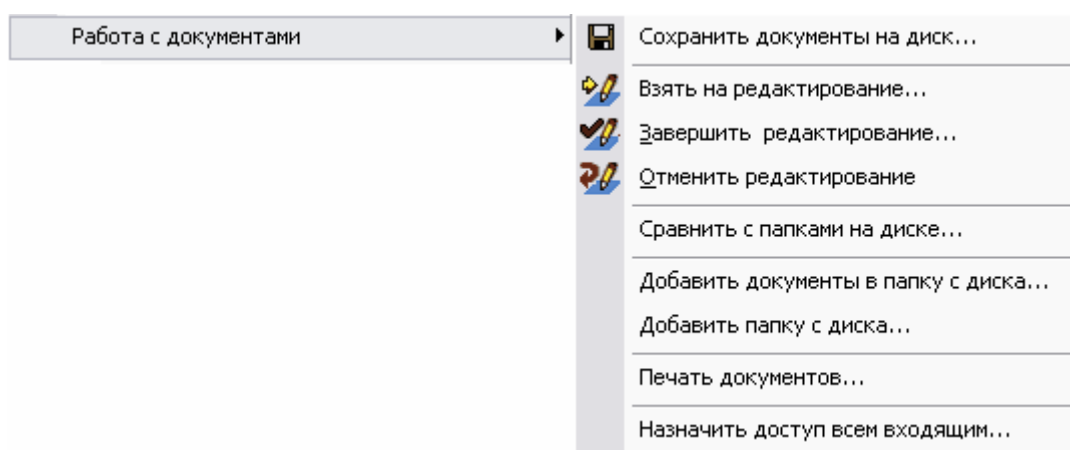 Работа с документами
Сохранить документы на диск...
Взять на редактирование...
Завершить редактирование...
Отменить редактирование
Сравнить с папками на диске...
Добавить документы в папку с диска...
Добавить папку с диска...
Печать документов...
Назначить доступ всем входящим...